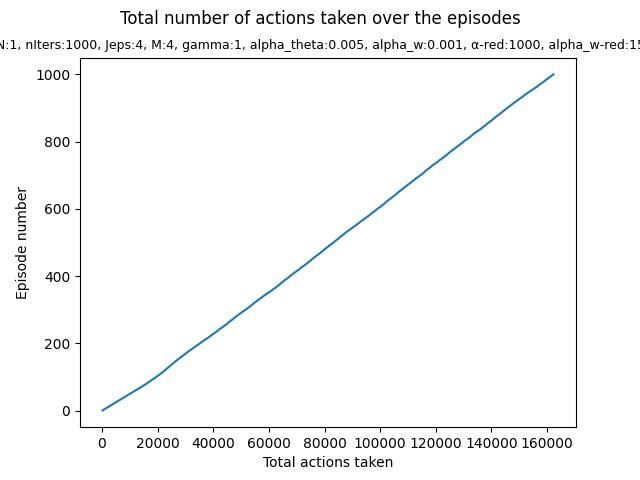 Total number of actions taken over the episodes
N:1, nIters:1000, Jeps:4, M:4, gamma:1, alpha_theta:0.005, alpha_w:0.001, α-red:1000, alpha_w-red:15
1000
800
600
400
200
0
Episode number
0 20000 40000 60000 80000 100000 120000 140000 160000
Total actions taken